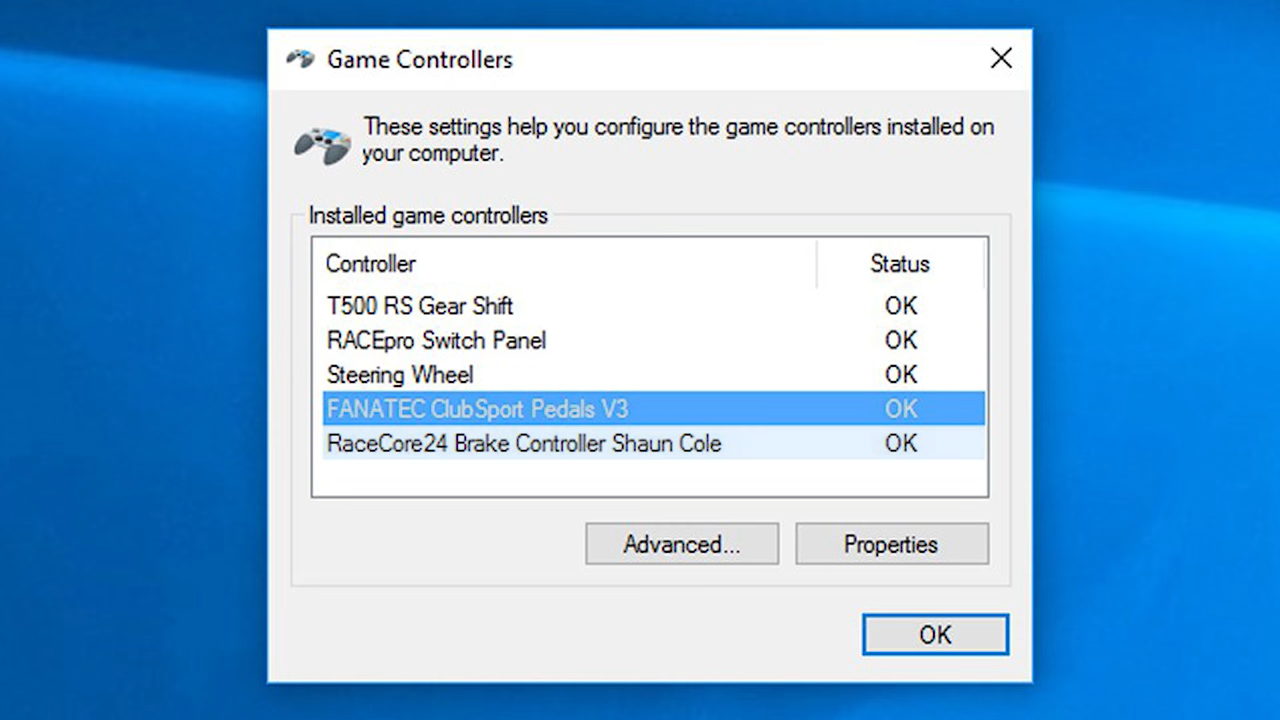 Game Controllers
These settings help you configure the game controllers installed on
your computer.
Installed game controllers
Controller Status
T500 RS Gear Shift OK
RACEpro Switch Panel OK
Steering Wheel OK
FANATEC ClubSport Pedals V3 OK
RaceCore24 Brake Controller Shaun Cole OK
Advanced... Properties
OK